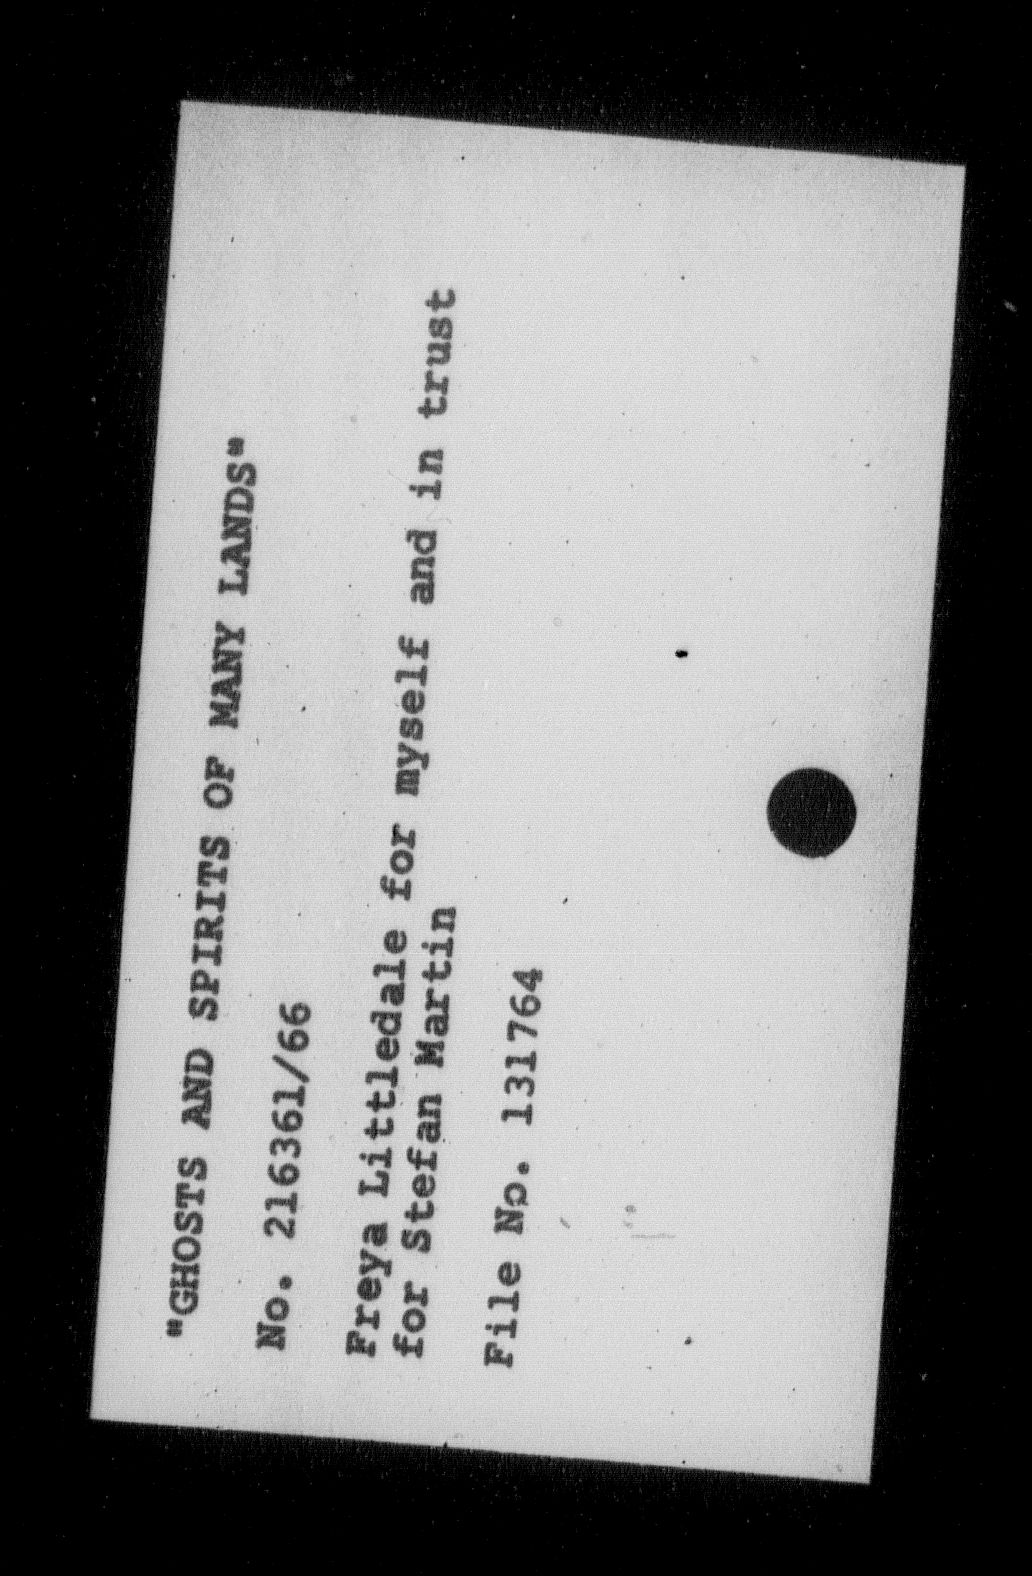 "GHOSTS AND SPIRITS OF MANY LANDS"
No. 216361/66
Freya Littledale for myself and in trust
for Stefan Martin
File No. 131764